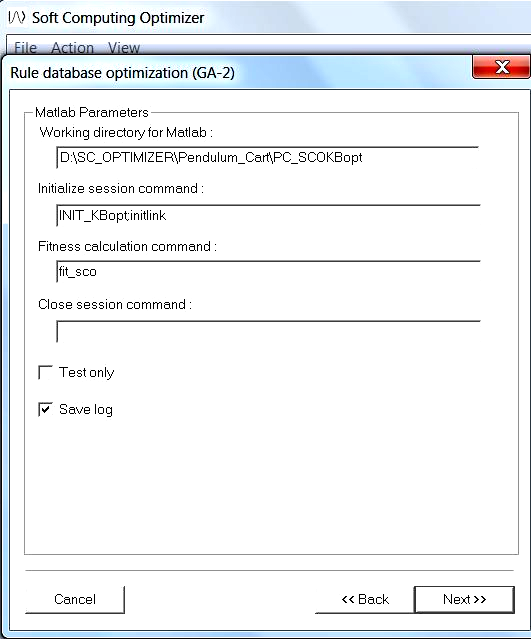 Soft Computing Optimizer
File Action View
Rule database optimization (GA-2)
Matlab Parameters
Working directory for Matlab :
D:\SC_OPTIMIZER\Pendulum_Cart\PC_SCOKBopt
Initialize session command :
INIT_KBopt;initlink
Fitness calculation command :
fit_sco
Close session command :
Test only
Save log
Cancel
<< Back
Next >>